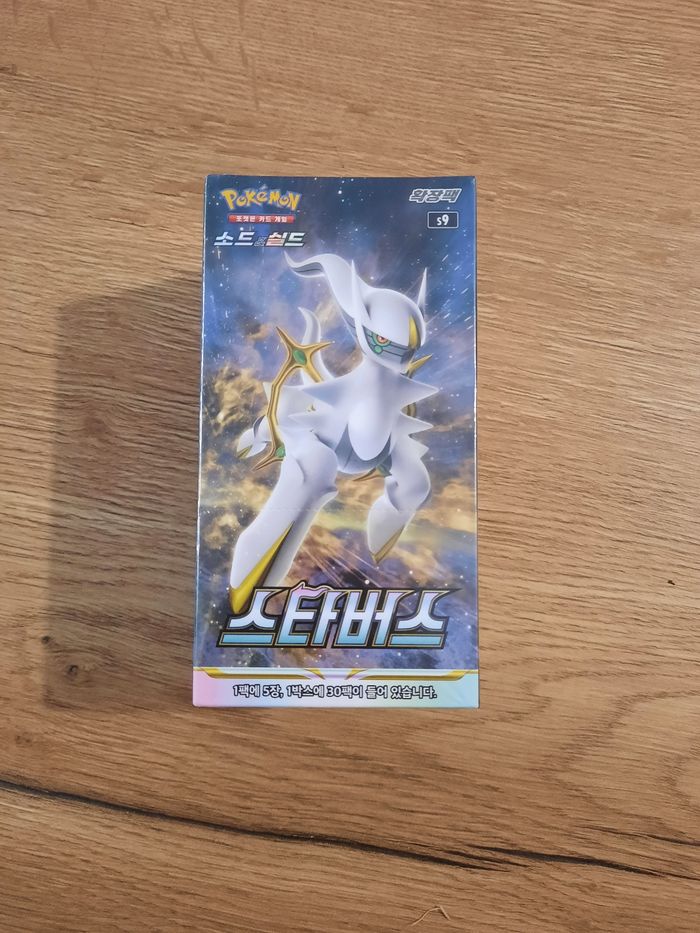 Pokémon
포켓몬 카드 게임
소드&실드
확장팩
s9
스타버스
1팩에 5장, 1박스에 30팩이 들어 있습니다.